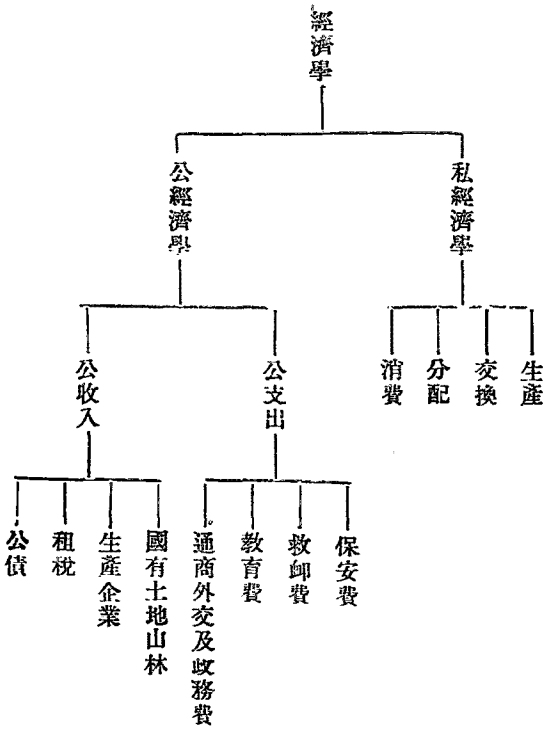 經濟學
私經濟學
公經濟學
生產
交換
分配
消費
公支出
公收入
保安費
救卹費
教育費
通商外交及政務費
國有土地山林
生產企業
租稅
公債